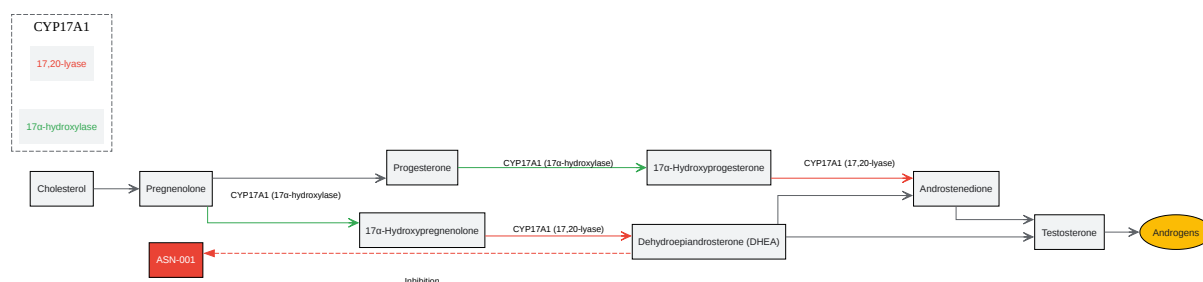 CYP17A1
17,20-lyase
17α-hydroxylase
Cholesterol
Pregnenolone
CYP17A1 (17α-hydroxylase)
Progesterone
CYP17A1 (17α-hydroxylase)
17α-Hydroxyprogesterone
CYP17A1 (17,20-lyase)
Androstenedione
17α-Hydroxypregnenolone
CYP17A1 (17,20-lyase)
Dehydroepiandrosterone (DHEA)
Testosterone
Androgens
ASN-001
Inhibition